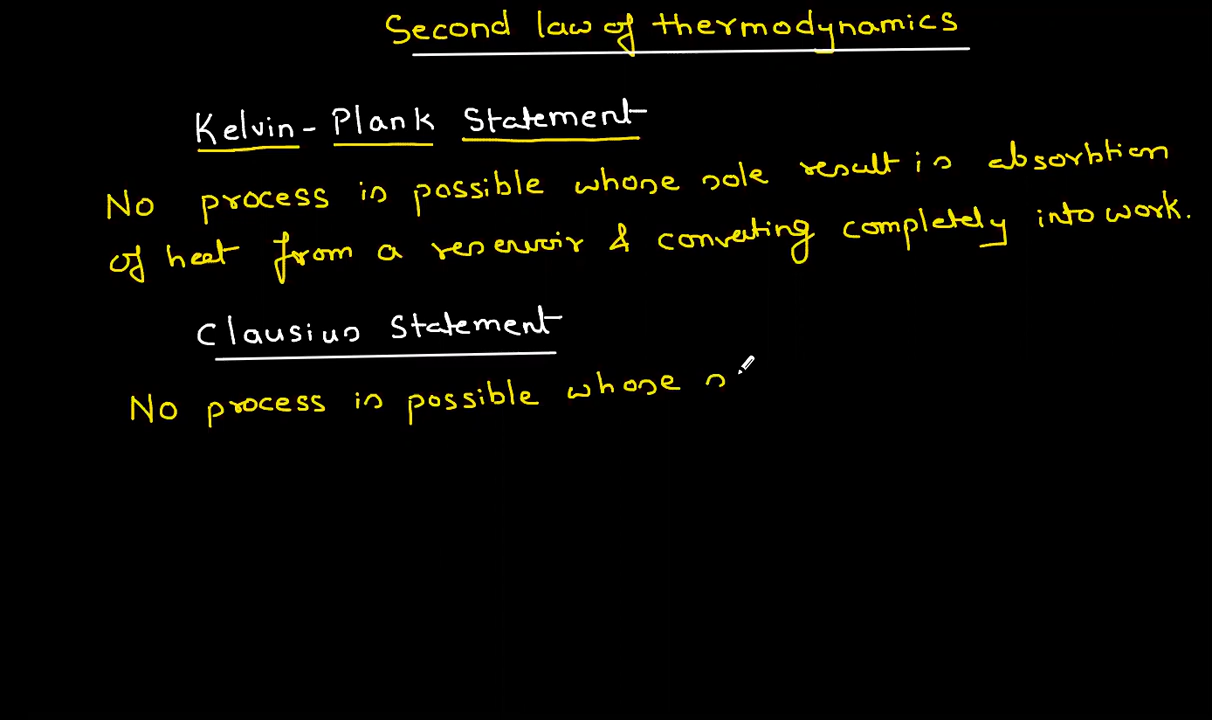 Second law of thermodynamics
Kelvin-Plank Statement
No process is possible whose sole result is absorbtion
of heat from a reservoir & converting completely into work.
Clausius Statement
No process is possible whose s